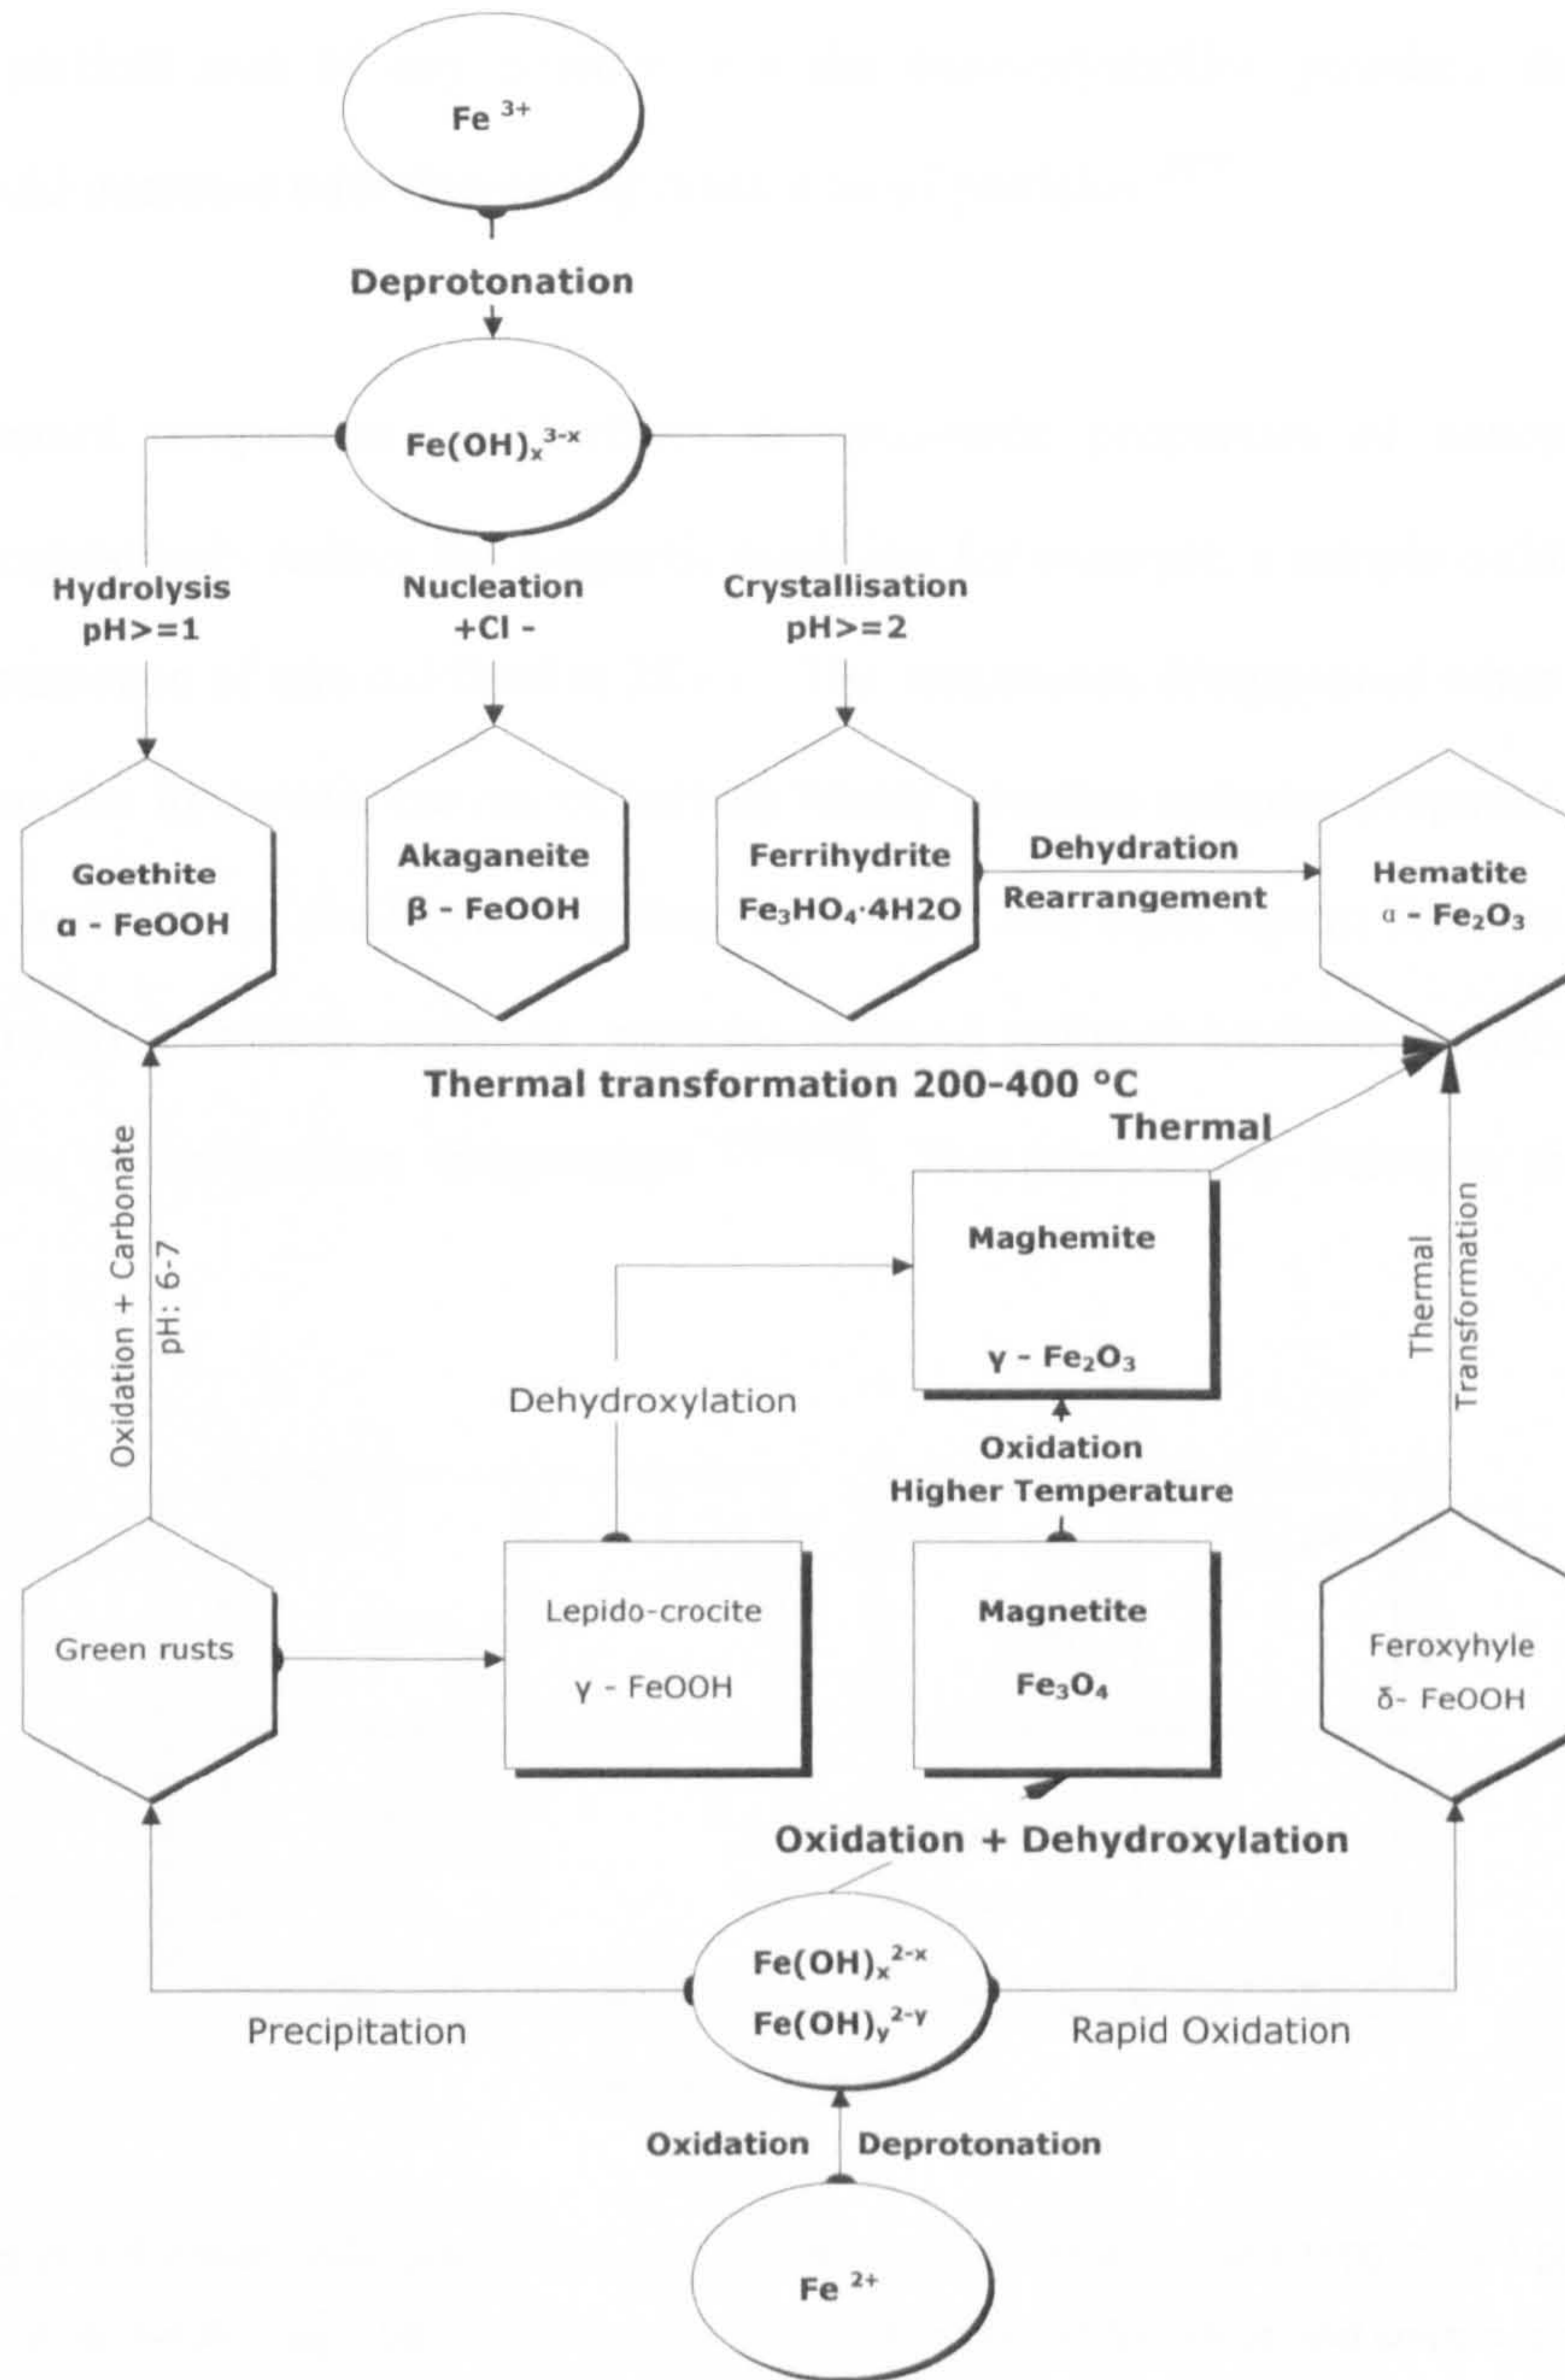 Fe ³⁺
Deprotonation
Fe(OH)ₓ³⁻ˣ
Hydrolysis
pH>=1
Nucleation
+Cl -
Crystallisation
pH>=2
Goethite
α - FeOOH
Akaganeite
β - FeOOH
Ferrihydrite
Fe₃HO₄·4H2O
Dehydration
Rearrangement
Hematite
α - Fe₂O₃
Thermal transformation 200-400 ºC
Thermal
Oxidation + Carbonate
pH: 6-7
Maghemite
γ - Fe₂O₃
Thermal
Transformation
Dehydroxylation
Oxidation
Higher Temperature
Green rusts
Lepido-crocite
γ - FeOOH
Magnetite
Fe₃O₄
Feroxyhyle
δ- FeOOH
Oxidation + Dehydroxylation
Fe(OH)ₓ²⁻ˣ
Fe(OH)ᵧ²⁻ʸ
Precipitation
Rapid Oxidation
Oxidation
Deprotonation
Fe ²⁺